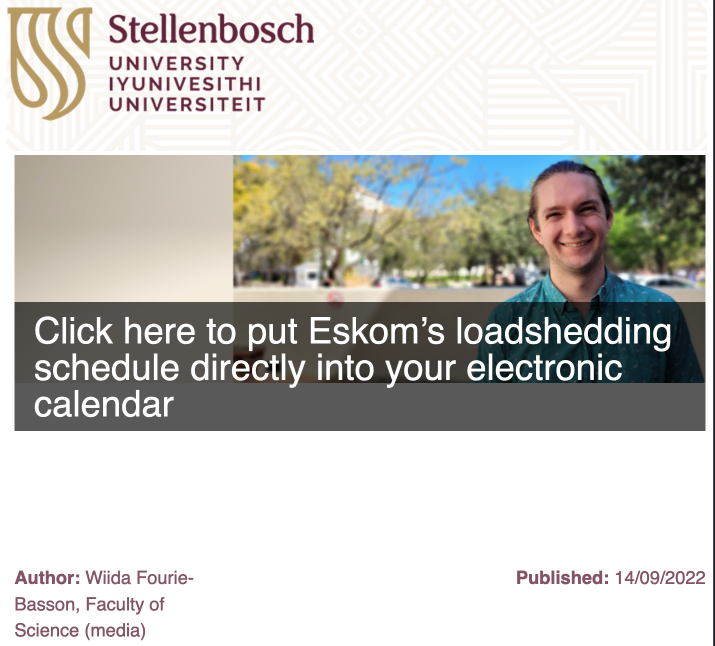 Stellenbosch
UNIVERSITY
IYUNIVESITHI
UNIVERSITEIT
Click here to put Eskom’s loadshedding
schedule directly into your electronic
calendar
Author: Wiida Fourie-
Basson, Faculty of
Science (media)
Published: 14/09/2022